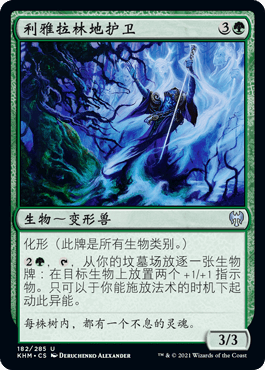 利雅拉林地护卫 3
生物～变形兽
化形（此牌是所有生物类别。）
2，，从你的坟墓场放逐一张生物
牌：在目标生物上放置两个+1/+1指示
物。只可以于你能施放法术的时机下起
动此异能。
每株树内，都有一个不息的灵魂。
3/3
182/285 U
KHM • CS DERUCHENKO ALEXANDER
™ & © 2021 Wizards of the Coast